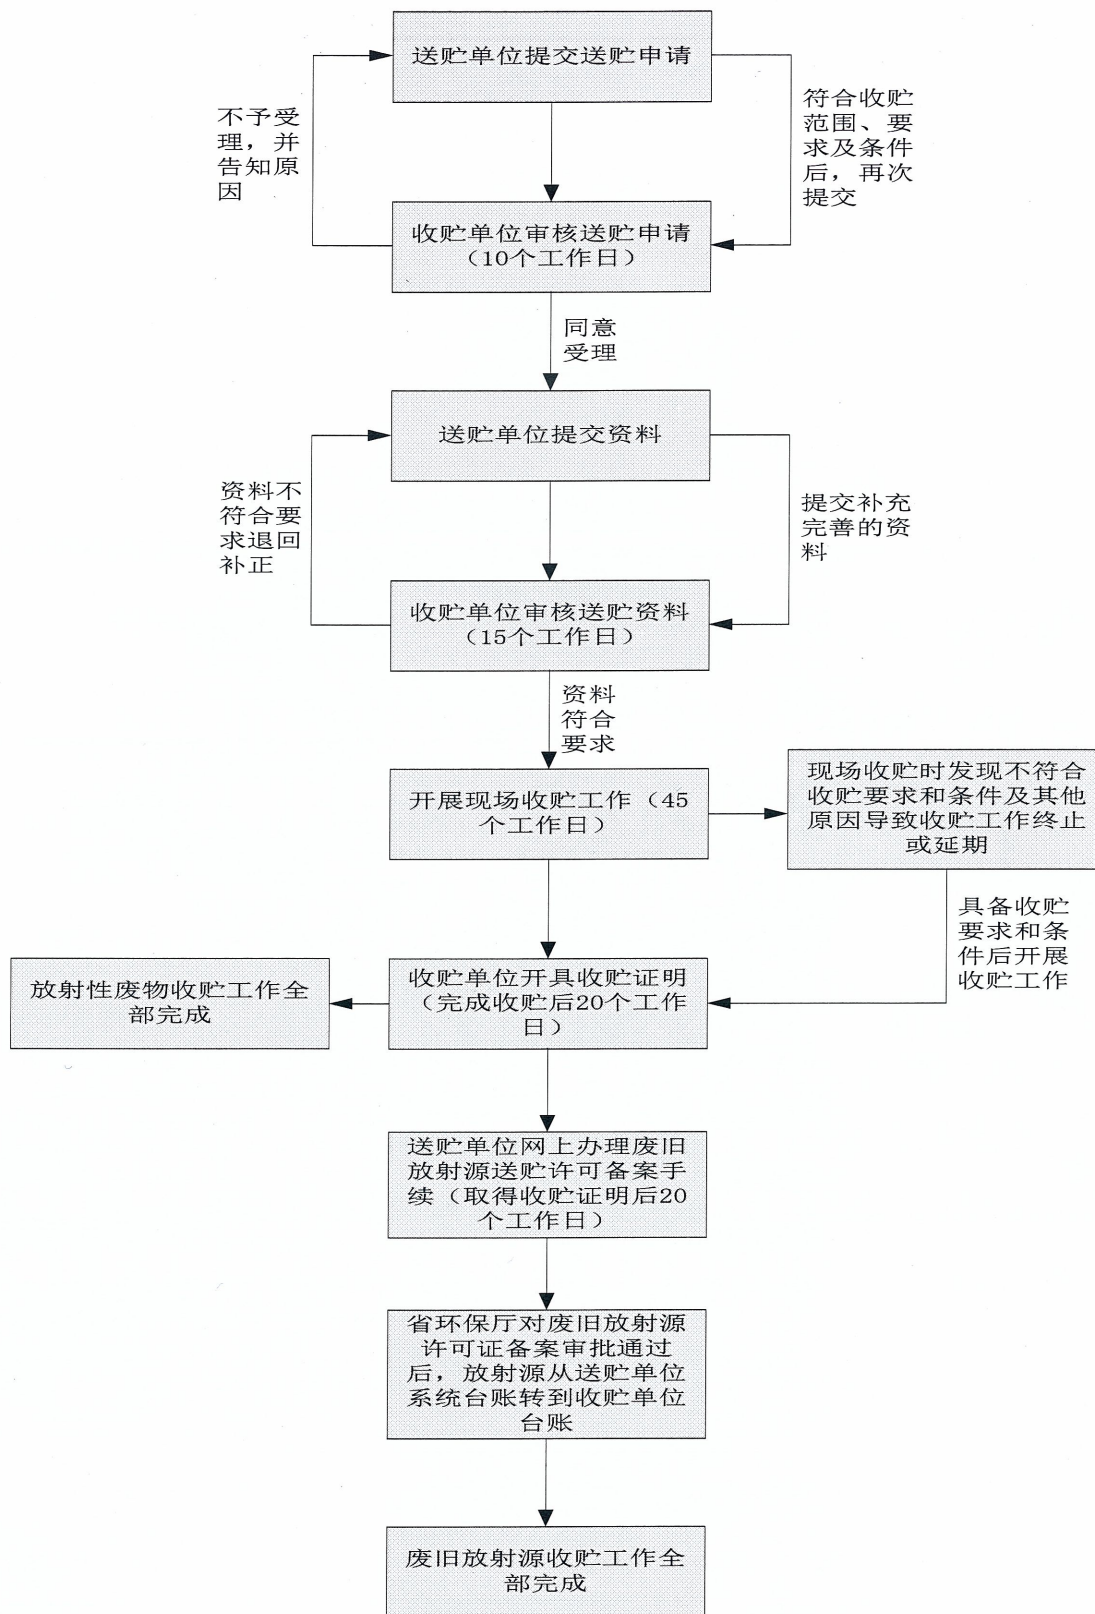 送贮单位提交送贮申请
不予受
理，并
告知原
因
符合收贮
范围、要
求及条件
后，再次
提交
收贮单位审核送贮申请
（10个工作日）
同意
受理
送贮单位提交资料
资料不
符合要
求退回
补正
提交补充
完善的资
料
收贮单位审核送贮资料
（15个工作日）
资料
符合
要求
开展现场收贮工作（45
个工作日）
现场收贮时发现不符合
收贮要求和条件及其他
原因导致收贮工作终止
或延期
具备收贮
要求和条
件后开展
收贮工作
收贮单位开具收贮证明
（完成收贮后20个工作
日）
放射性废物收贮工作全
部完成
送贮单位网上办理废旧
放射源送贮许可备案手
续（取得收贮证明后20
个工作日）
省环保厅对废旧放射源
许可证备案审批通过
后，放射源从送贮单位
系统台账转到收贮单位
台账
废旧放射源收贮工作全
部完成